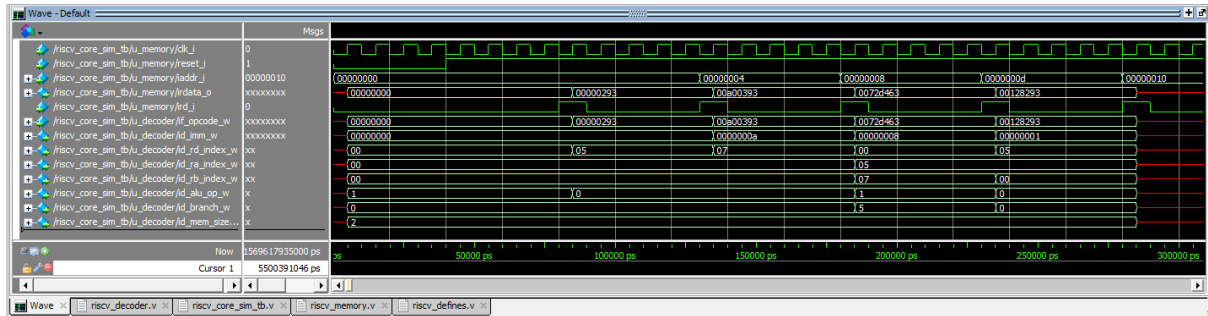 Wave - Default
Msgs
/riscv_core_sim_tb/u_memory/clk_i 0
/riscv_core_sim_tb/u_memory/reset_i 1
/riscv_core_sim_tb/u_memory/iaddr_i 00000010 00000000 00000004 00000008 0000000d 00000010
/riscv_core_sim_tb/u_memory/irdata_o xxxxxxxx 00000000 00000293 00a00393 0072d463 00128293
/riscv_core_sim_tb/u_memory/ird_i 0
/riscv_core_sim_tb/u_decoder/if_opcode_w xxxxxxxx 00000000 00000293 00a00393 0072d463 00128293
/riscv_core_sim_tb/u_decoder/id_imm_w xxxxxxxx 00000000 0000000a 00000008 00000001
/riscv_core_sim_tb/u_decoder/id_rd_index_w xx 00 05 07 00 05
/riscv_core_sim_tb/u_decoder/id_ra_index_w xx 00 05
/riscv_core_sim_tb/u_decoder/id_rb_index_w xx 00 07 00
/riscv_core_sim_tb/u_decoder/id_alu_op_w x 1 0 1 0
/riscv_core_sim_tb/u_decoder/id_branch_w x 0 5 0
/riscv_core_sim_tb/u_decoder/id_mem_size... x 2
Now 1569617935000 ps ps 50000 ps 100000 ps 150000 ps 200000 ps 250000 ps 300000 ps
Cursor 1 5500391046 ps
Wave riscv_decoder.v riscv_core_sim_tb.v riscv_memory.v riscv_defines.v